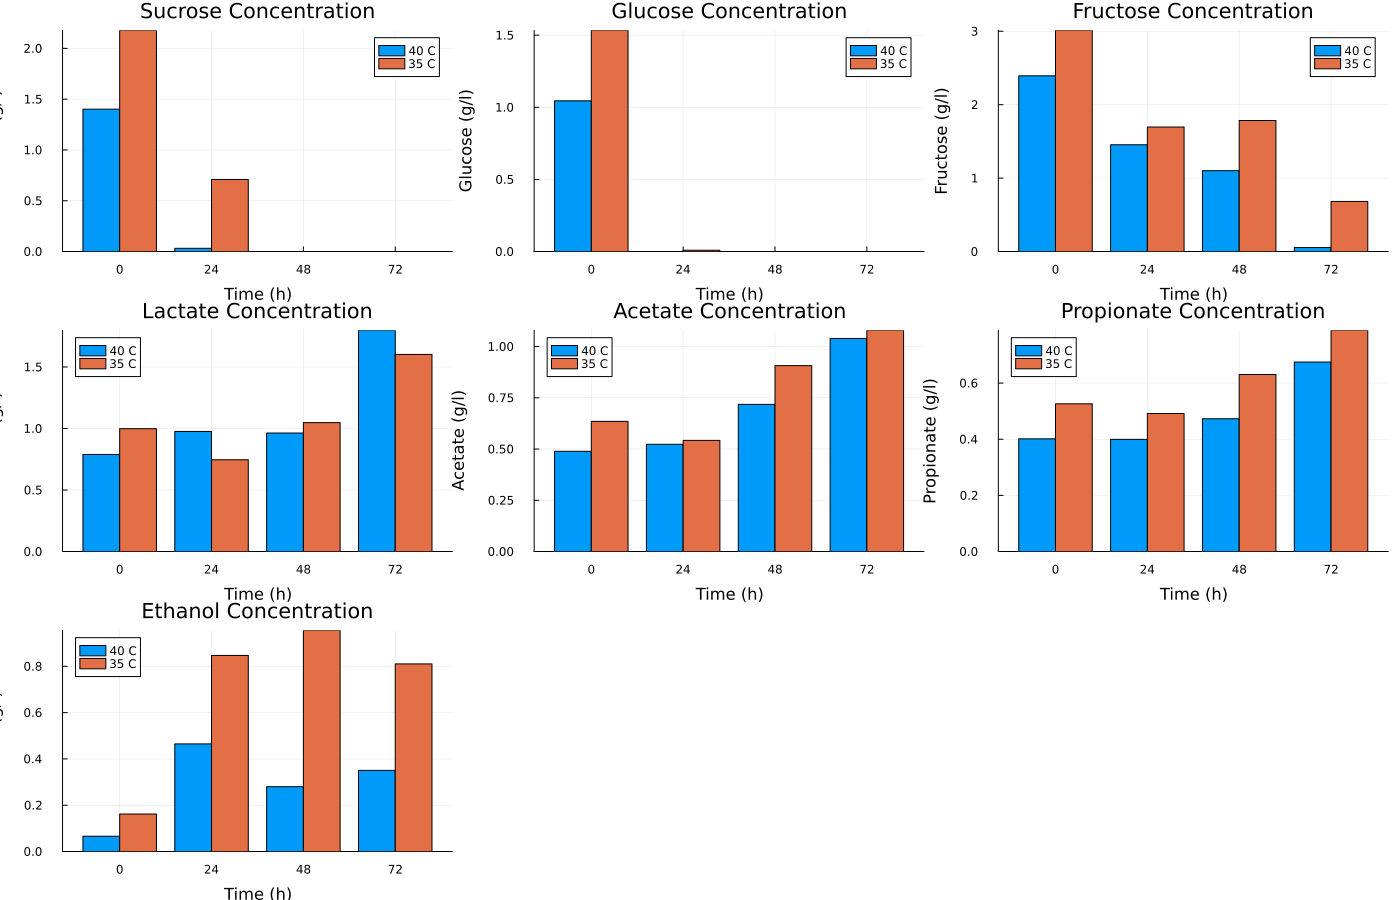 Sucrose Concentration
2.0
1.5
1.0
0.5
0.0
40 C
35 C
0 24 48 72
Time (h)
Glucose Concentration
Glucose (g/l)
1.5
1.0
0.5
0.0
40 C
35 C
0 24 48 72
Time (h)
Fructose Concentration
Fructose (g/l)
3
2
1
0
40 C
35 C
0 24 48 72
Time (h)
Lactate Concentration
1.5
1.0
0.5
0.0
40 C
35 C
0 24 48 72
Time (h)
Acetate Concentration
Acetate (g/l)
1.00
0.75
0.50
0.25
0.00
40 C
35 C
0 24 48 72
Time (h)
Propionate Concentration
Propionate (g/l)
0.6
0.4
0.2
0.0
40 C
35 C
0 24 48 72
Time (h)
Ethanol Concentration
0.8
0.6
0.4
0.2
0.0
40 C
35 C
0 24 48 72
Time (h)